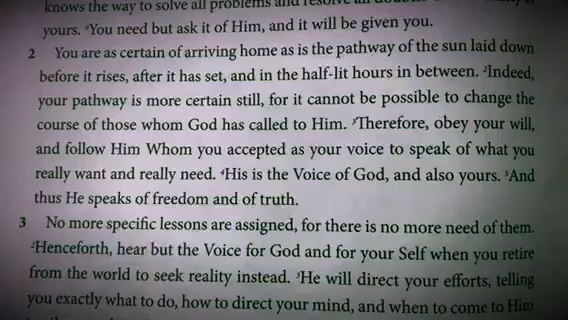 knows the way to solve all problems and resolve all
yours. ⁴You need but ask it of Him, and it will be given you.
2 You are as certain of arriving home as is the pathway of the sun laid down
before it rises, after it has set, and in the half-lit hours in between. ²Indeed,
your pathway is more certain still, for it cannot be possible to change the
course of those whom God has called to Him. ³Therefore, obey your will,
and follow Him Whom you accepted as your voice to speak of what you
really want and really need. ⁴His is the Voice of God, and also yours. ⁵And
thus He speaks of freedom and of truth.
3 No more specific lessons are assigned, for there is no more need of them.
²Henceforth, hear but the Voice for God and for your Self when you retire
from the world to seek reality instead. ³He will direct your efforts, telling
you exactly what to do, how to direct your mind, and when to come to Him